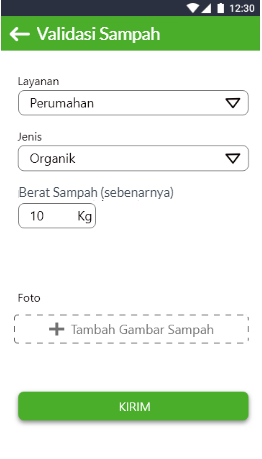 12:30
Validasi Sampah
Layanan
Perumahan
Jenis
Organik
Berat Sampah (sebenarnya)
10 Kg
Foto
Tambah Gambar Sampah
KIRIM